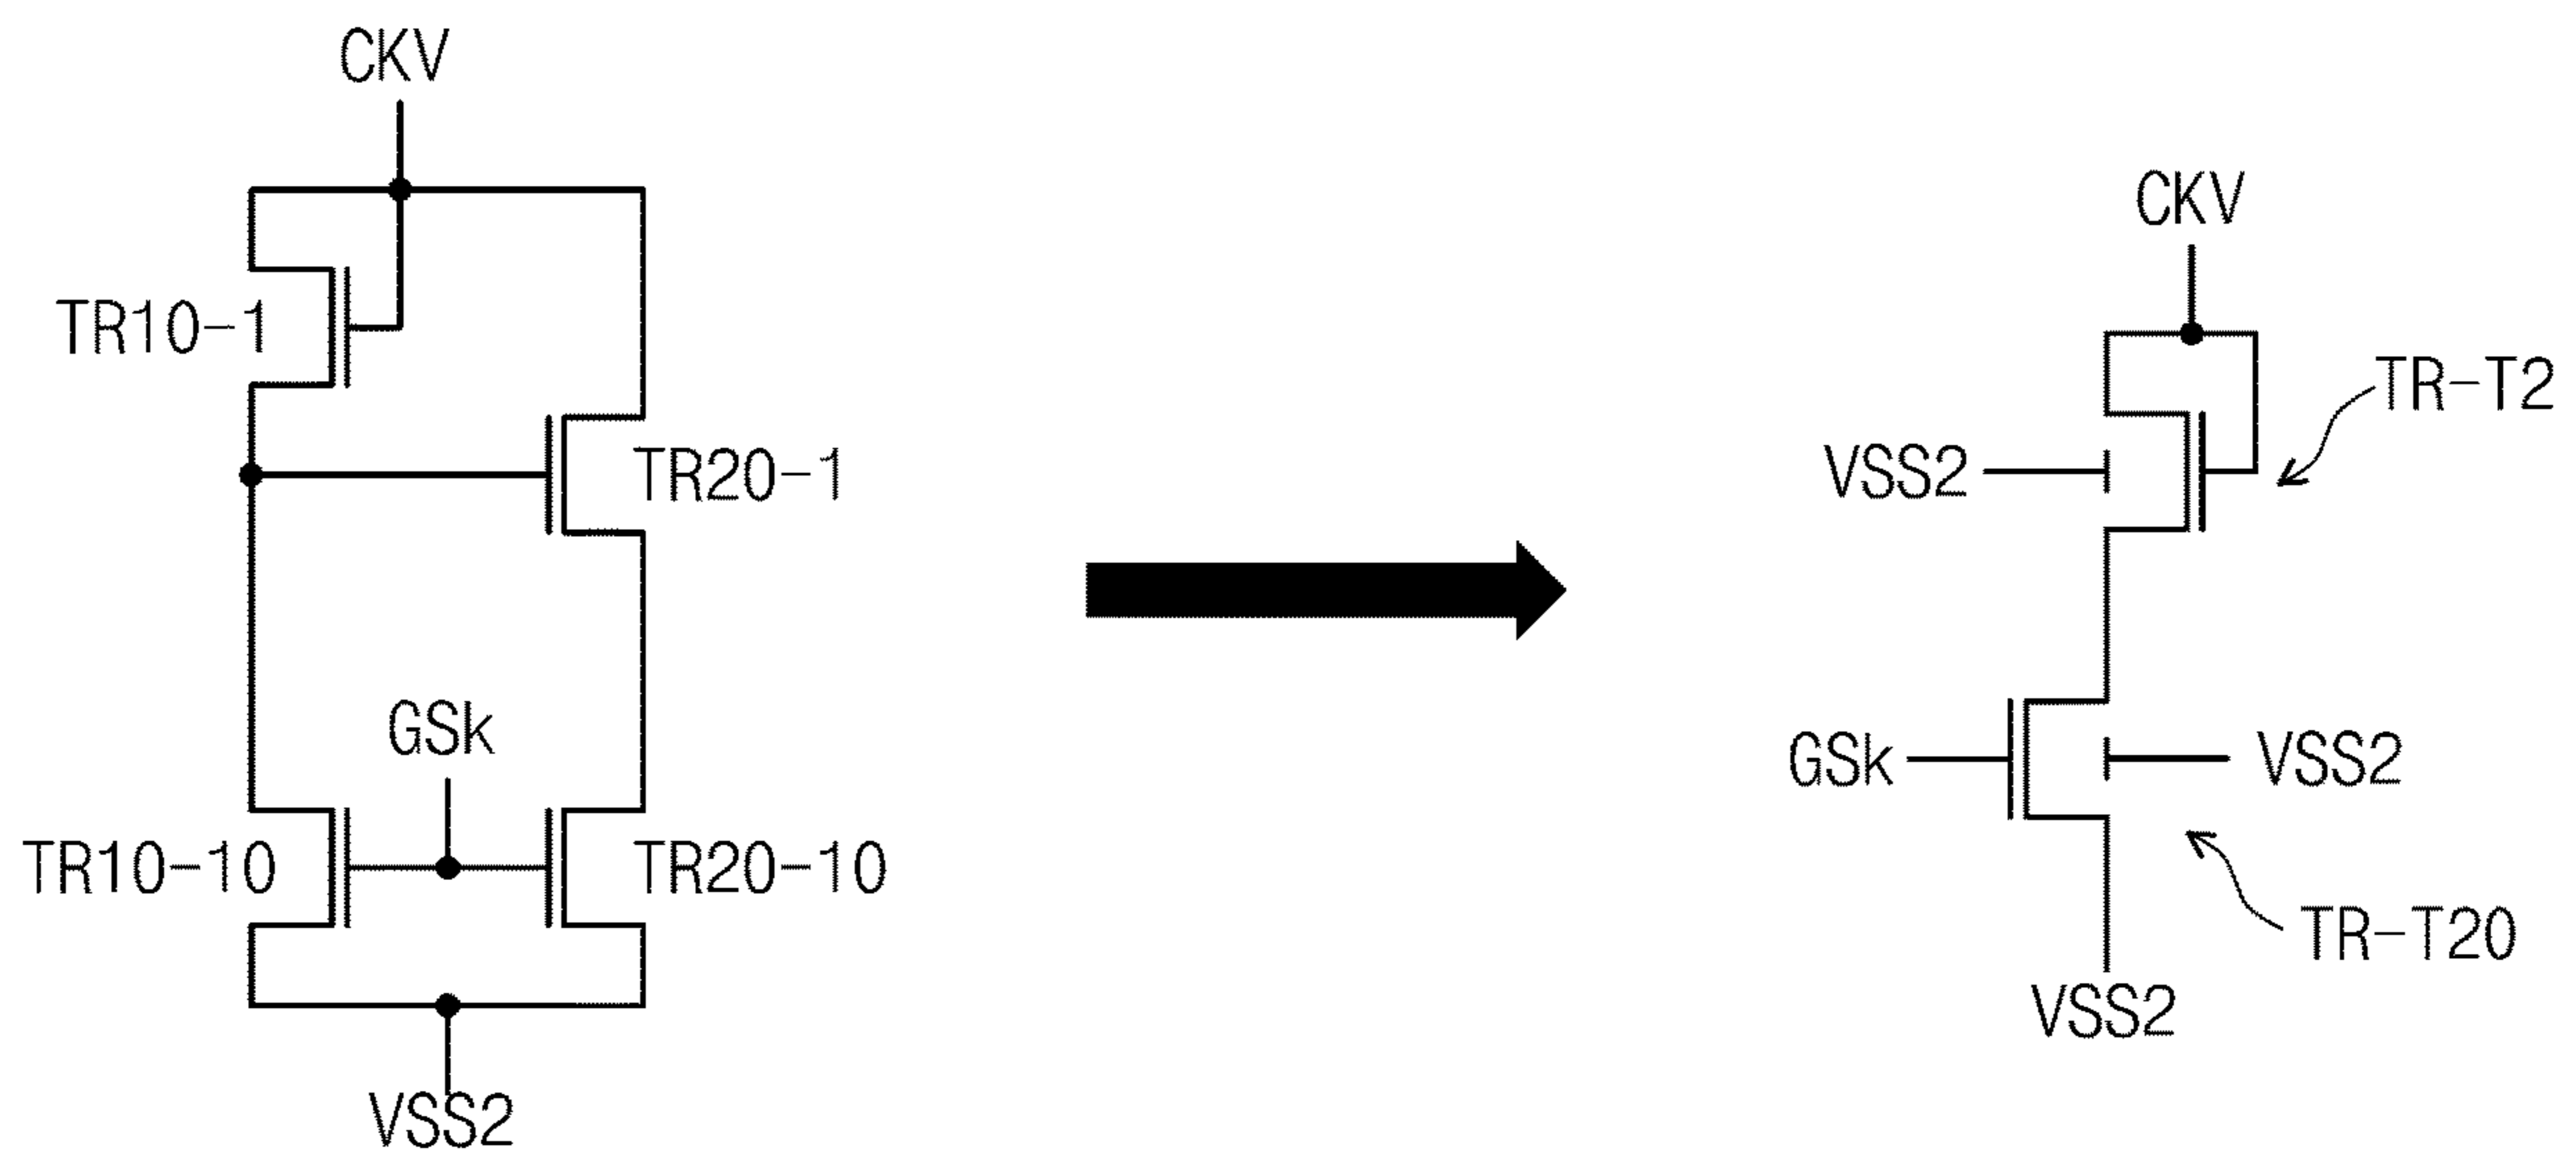 CKV
TR10-1
TR20-1
GSk
TR10-10
TR20-10
VSS2
CKV
TR-T2
VSS2
GSk
VSS2
TR-T20
VSS2